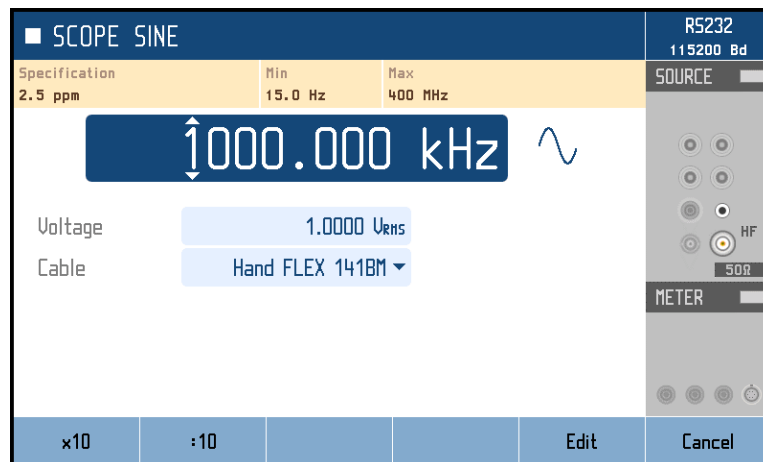 SCOPE SINE
RS232
115200 Bd
Specification Min Max
2.5 ppm 15.0 Hz 400 MHz
SOURCE
1000.000 kHz
Voltage 1.0000 VRMS
Cable Hand FLEX 141BM
HF
50Ω
METER
x10 :10 Edit Cancel